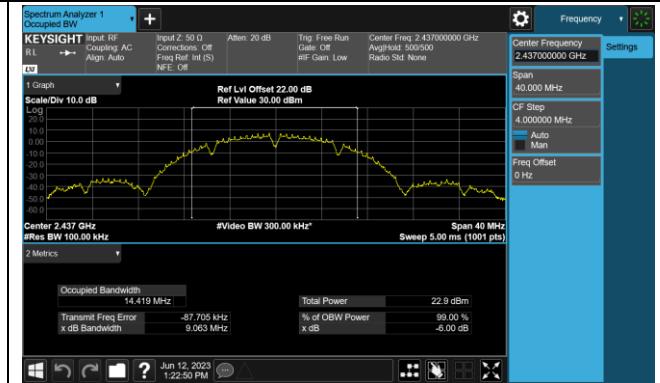 Spectrum Analyzer 1
Occupied BW
+
Frequency
KEYSIGHT
Input: RF
Input Z: 50 Ω
Atten: 20 dB
Trig: Free Run
Center Freq: 2.437000000 GHz
R L
Coupling: AC
Corrections: Off
Gate: Off
Avg|Hold: 500/500
Align: Auto
Freq Ref: Int (S)
#IF Gain: Low
Radio Std: None
NFE: Off
LXI
Center Frequency
2.437000000 GHz
Settings
Span
40.000 MHz
CF Step
4.000000 MHz
Auto
Man
Freq Offset
0 Hz
1 Graph
Ref Lvl Offset 22.00 dB
Scale/Div 10.0 dB
Ref Value 30.00 dBm
Log
20.0
10.0
0.00
-10.0
-20.0
-30.0
-40.0
-50.0
-60.0
Center 2.437 GHz
#Video BW 300.00 kHz*
Span 40 MHz
#Res BW 100.00 kHz
Sweep 5.00 ms (1001 pts)
2 Metrics
Occupied Bandwidth
14.419 MHz
Total Power
22.9 dBm
Transmit Freq Error
-87.705 kHz
% of OBW Power
99.00 %
x dB Bandwidth
9.063 MHz
x dB
-6.00 dB
?
Jun 12, 2023
1:22:50 PM